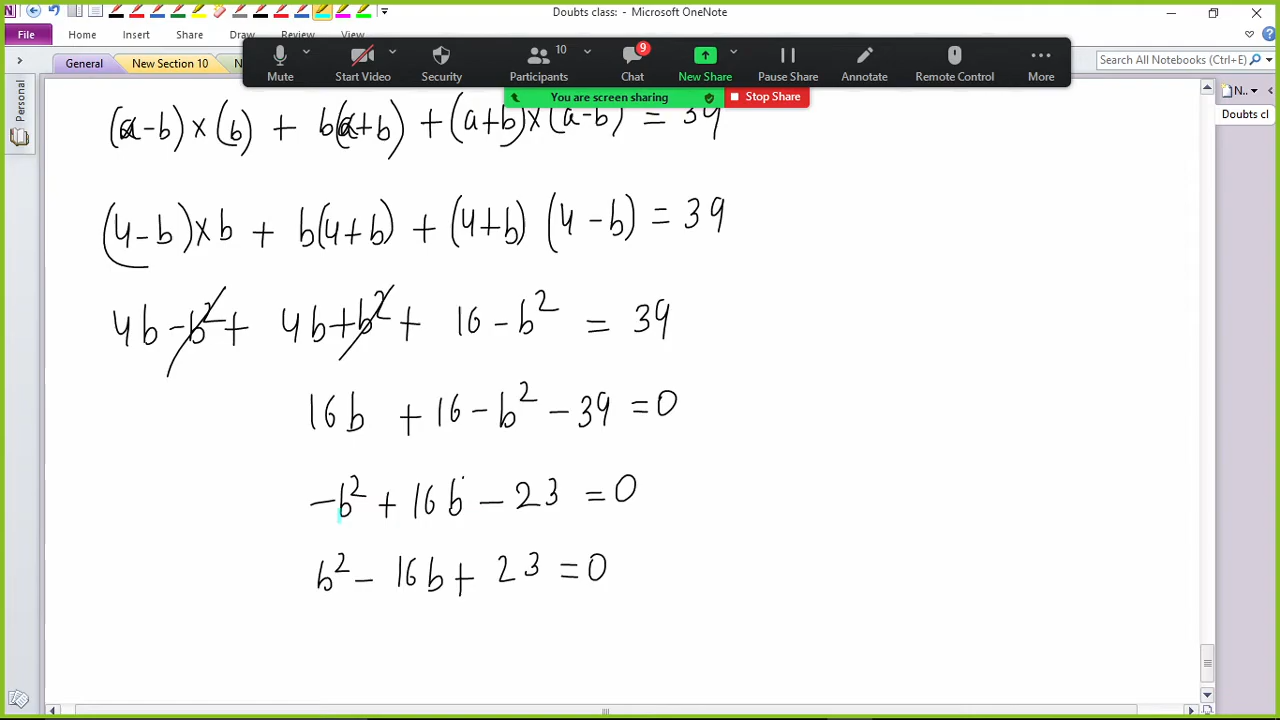 Doubts class: - Microsoft OneNote
File Home Insert Share Draw Review View
General New Section 10 N
Search All Notebooks (Ctrl+E)
Mute Start Video Security 10 Participants 9 Chat New Share Pause Share Annotate Remote Control More
You are screen sharing Stop Share
Personal
N..
Doubts cl
(a-b)×(b) + b(a+b) + (a+b)×(a-b) = 39
(4-b)×b + b(4+b) + (4+b) (4-b) = 39
4b-b²+ 4b+b²+ 16-b² = 39
16b + 16-b² - 39 = 0
-b² + 16b - 23 = 0
b² - 16b + 23 = 0